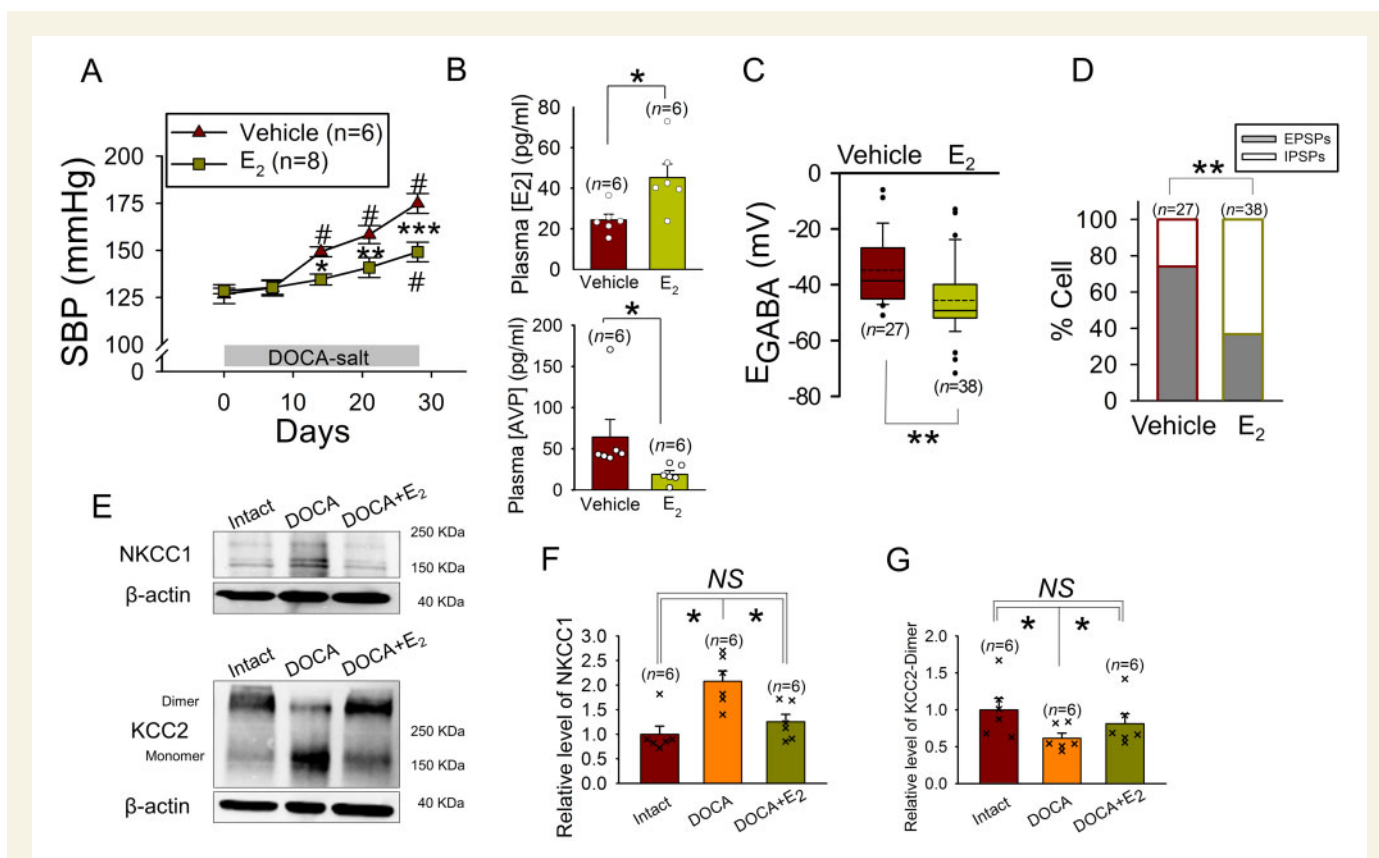 A
Vehicle (n=6)
E2 (n=8)
SBP (mmHg)
200
175
150
125
100
0
#
#
#
*
**
***
#
DOCA-salt
0
10
20
30
Days
B
*
(n=6)
(n=6)
Plasma [E2] (pg/ml)
80
60
40
20
0
Vehicle
E2
*
(n=6)
(n=6)
Plasma [AVP] (pg/ml)
200
150
100
50
0
Vehicle
E2
C
Vehicle
E2
EGABA (mV)
0
-20
-40
-60
-80
(n=27)
(n=38)
**
D
EPSPs
IPSPs
**
(n=27)
(n=38)
% Cell
100
80
60
40
20
0
Vehicle
E2
E
Intact
DOCA
DOCA+E2
250 KDa
NKCC1
150 KDa
β-actin
40 KDa
Intact
DOCA
DOCA+E2
Dimer
250 KDa
KCC2
Monomer
150 KDa
β-actin
40 KDa
F
NS
*
*
(n=6)
(n=6)
(n=6)
Relative level of NKCC1
3.0
2.5
2.0
1.5
1.0
0.5
0.0
Intact
DOCA
DOCA+E2
G
NS
*
*
(n=6)
(n=6)
(n=6)
Relative level of KCC2-Dimer
2.0
1.5
1.0
0.5
0.0
Intact
DOCA
DOCA+E2